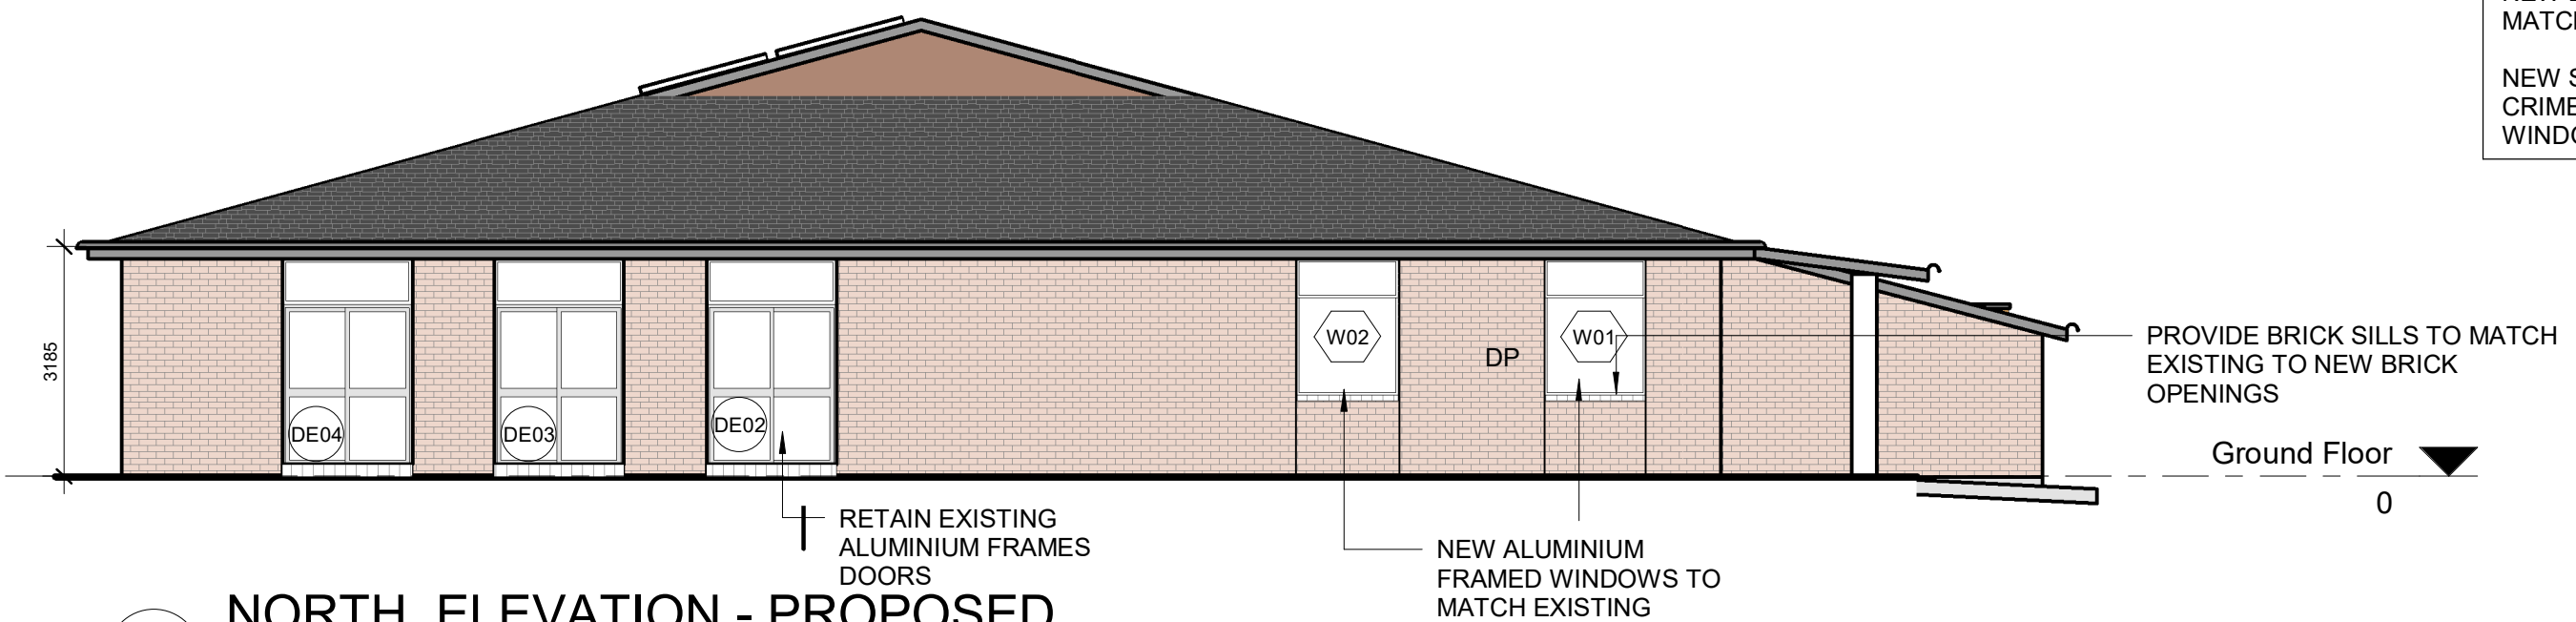 MATCH
NEW S
CRIME
WINDO
W02
W01
DP
3185
PROVIDE BRICK SILLS TO MATCH
EXISTING TO NEW BRICK
OPENINGS
DE04
DE03
DE02
Ground Floor
0
RETAIN EXISTING
ALUMINIUM FRAMES
DOORS
NEW ALUMINIUM
FRAMED WINDOWS TO
MATCH EXISTING
NORTH ELEVATION - PROPOSED